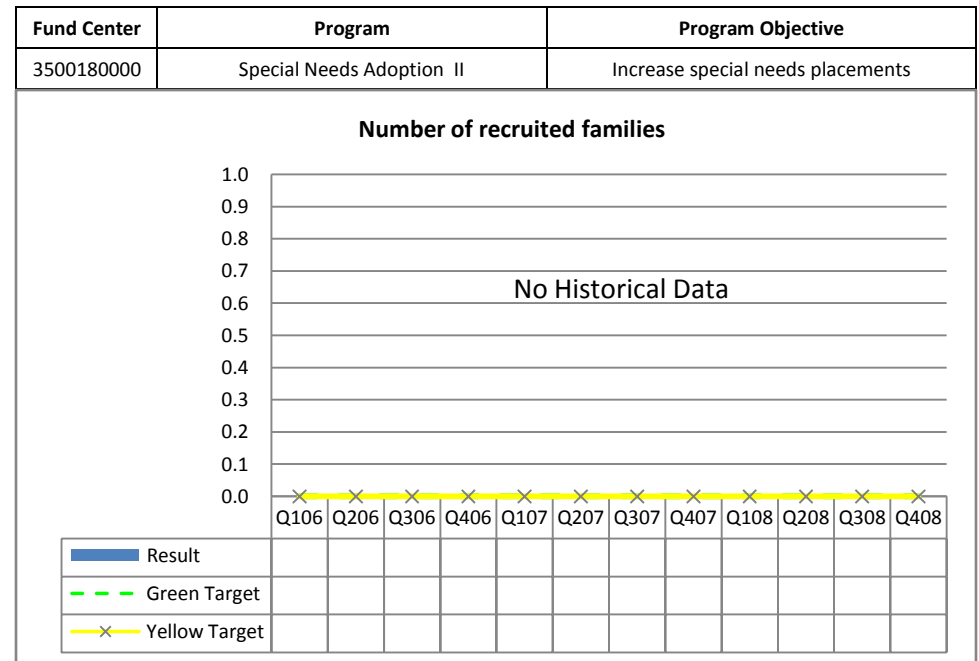 Fund Center Program Program Objective
3500180000 Special Needs Adoption II Increase special needs placements
Number of recruited families
1.0
0.9
0.8
0.7
No Historical Data
0.6
0.5
0.4
0.3
0.2
0.1
0.0
Q106 Q206 Q306 Q406 Q107 Q207 Q307 Q407 Q108 Q208 Q308 Q408
Result
Green Target
Yellow Target